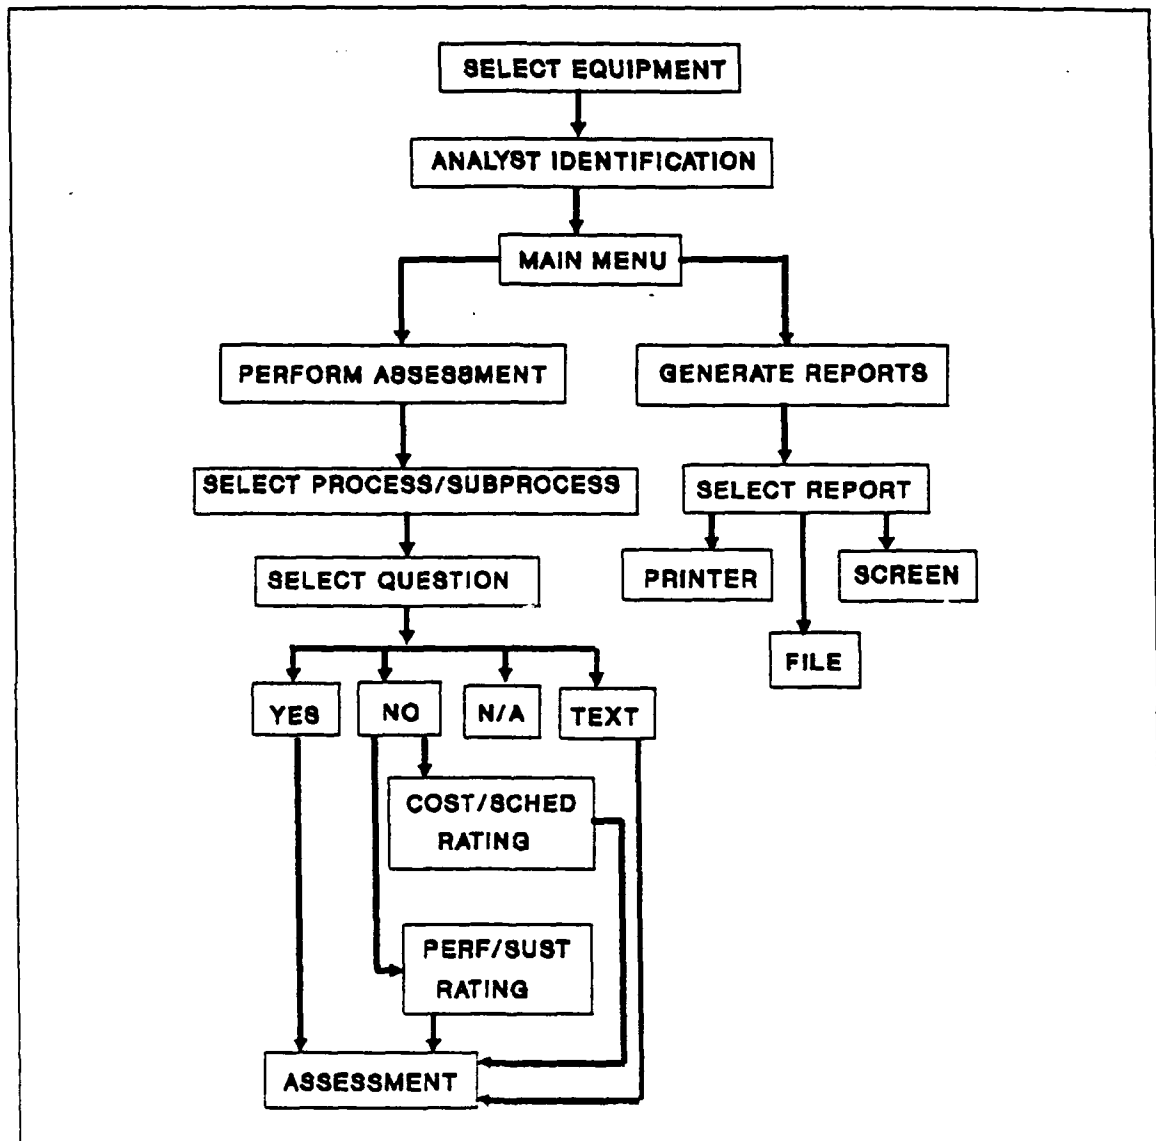 SELECT EQUIPMENT
ANALYST IDENTIFICATION
MAIN MENU
PERFORM ASSESSMENT
GENERATE REPORTS
SELECT PROCESS/SUBPROCESS
SELECT REPORT
SELECT QUESTION
PRINTER
SCREEN
FILE
YES
NO
N/A
TEXT
COST/SCHED
RATING
PERF/SUST
RATING
ASSESSMENT